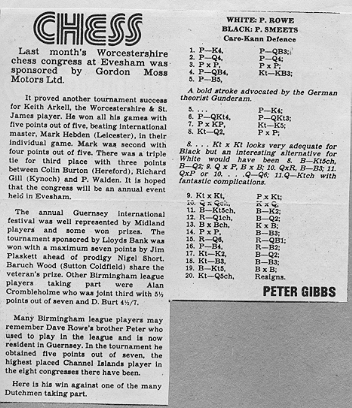 CHESS
Last month's Worcestershire
chess congress at Evesham was
sponsored by Gordon Moss
Motors Ltd.
It proved another tournament success
for Keith Arkell, the Worcestershire & St.
James player. He won all his games with
five points out of five, beating international
master, Mark Hebden (Leicester), in their
individual game. Mark was second with
four points out of five. There was a triple
tie for third place with three points
between Colin Burton (Hereford), Richard
Gill (Kynoch) and P. Walden. It is hoped
that the congress will be an annual event
held in Evesham.
The annual Guernsey International
festival was well represented by Midland
players and some won prizes. The
tournament sponsored by Lloyds Bank was
won with a maximum seven points by Jim
Plaskett ahead of prodigy Nigel Short.
Baruch Wood (Sutton Coldfield) share the
veteran's prize. Other Birmingham league
players taking part were Alan
Crombleholme who was joint third with 5½
points out of seven and D. Burt 4½/7.
Many Birmingham league players may
remember Dave Rowe's brother Peter who
used to play in the league and is now
resident in Guernsey. In the tournament he
obtained five points out of seven, the
highest placed Channel Islands player in
the eight congresses there have been.
Here is his win against one of the many
Dutchmen taking part.
WHITE: P. ROWE
BLACK: P. SMEETS
Caro-Kann Defence
1. P—K4, P—QB3;
2. P—Q4, P—Q4;
3. P x P, P x P;
4. P—QB4, Kt—KB3;
5. P—B5,
A bold stroke advocated by the German
theorist Gunderam.
5. . . . P—K4;
6. P—QKt4, P—QKt3;
7. P x KP, Kt—K5;
8. Kt—Q2, P x P;
8. . . . Kt x Kt looks very adequate for
Black but an interesting alternative for
White would have been 8. B—Kt5ch,
B—Q2; 9. Q x P, B x B; 10. QxR, B—B3; 11.
QxP or 10. . . .Q—Q6; 11.Q—Ktch with
fantastic complications.
9. Kt x Kt, P x Kt;
10. Q x Qch, K x Q;
11. B—Kt5ch, K—B2;
12. R—Q1ch, B—Q2;
13. B x Bch, K x B;
14. P x P, B—B3;
15. R—Q6, R—QB1;
16. P—B4, R—B2;
17. Kt—K2, B—B2;
18. Kt—B3, B—B3;
19. B—Kt5, B x B;
20. Kt—Q5ch, Resigns.
PETER GIBBS